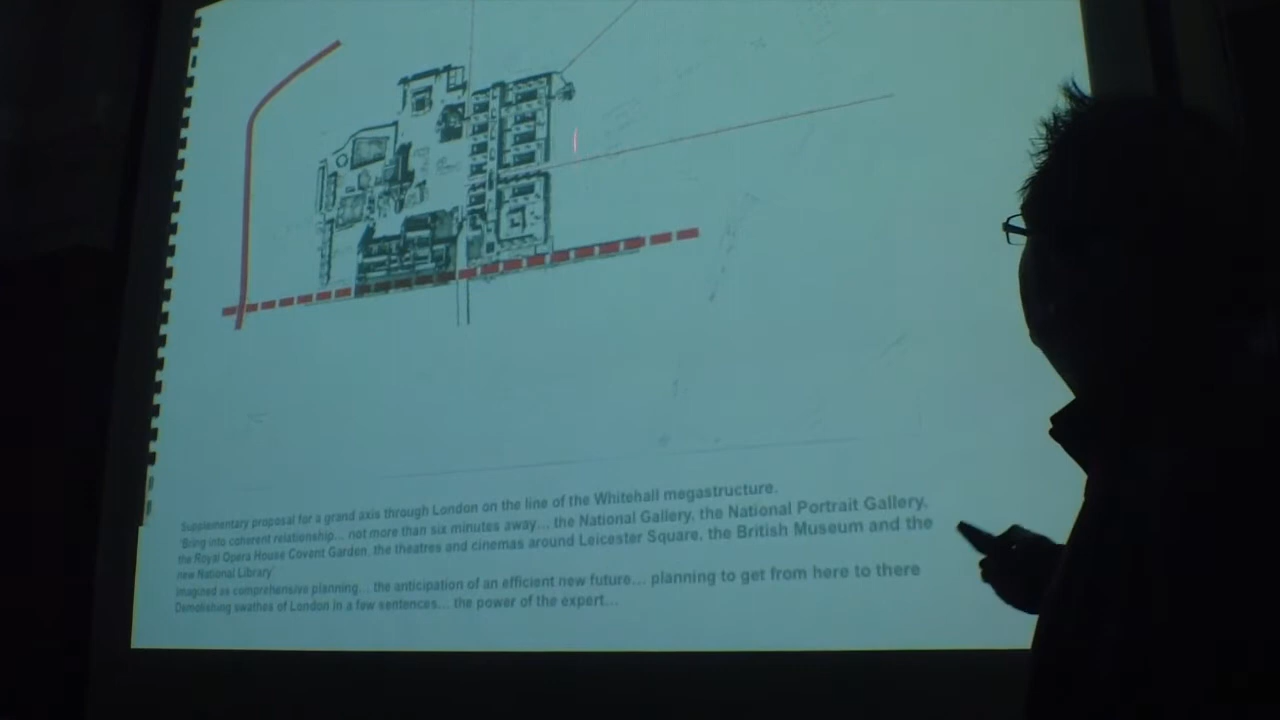 Supplementary proposal for a grand axis through London on the line of the Whitehall megastructure.
'Bring into coherent relationship... not more than six minutes away... the National Gallery, the National Portrait Gallery,
the Royal Opera House Covent Garden, the theatres and cinemas around Leicester Square, the British Museum and the
new National Library'
imagined as comprehensive planning... the anticipation of an efficient new future... planning to get from here to there
Demolishing swathes of London in a few sentences... the power of the expert...